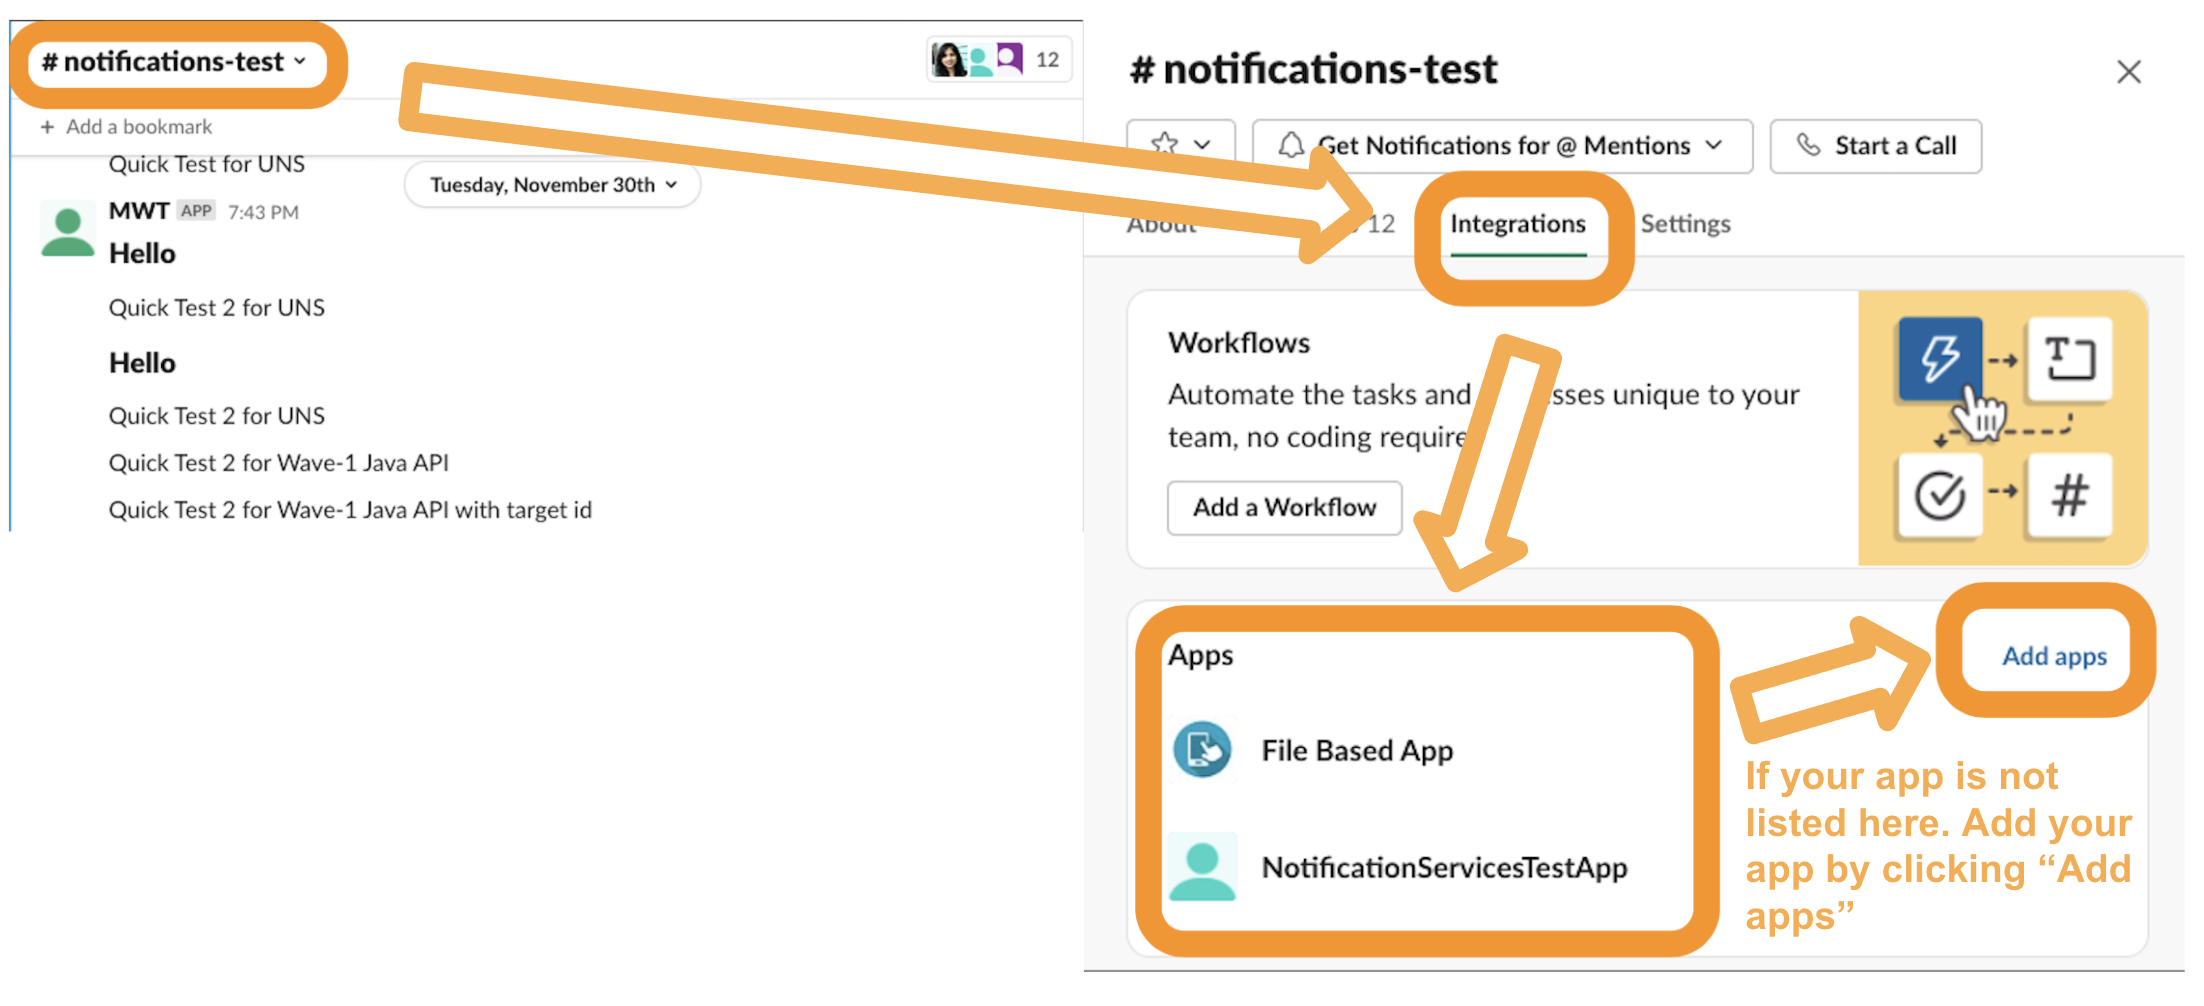 # notifications-test
12
+ Add a bookmark
Quick Test for UNS
Tuesday, November 30th
MWT APP 7:43 PM
Hello
Quick Test 2 for UNS
Hello
Quick Test 2 for UNS
Quick Test 2 for Wave-1 Java API
Quick Test 2 for Wave-1 Java API with target id
# notifications-test
Get Notifications for @ Mentions
Start a Call
About 12 Integrations Settings
Workflows
Automate the tasks and unique to your
team, no coding
Add a Workflow
T
#
Apps
Add apps
File Based App
NotificationServicesTestApp
If your app is not
listed here. Add your
app by clicking “Add
apps”